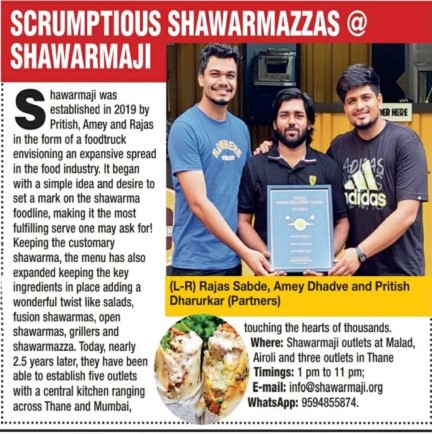 SCRUMPTIOUS SHAWARMAZZAS @
SHAWARMAJI
Shawarmaji was
established in 2019 by
Pritish, Amey and Rajas
in the form of a foodtruck
envisioning an expansive spread
in the food industry. It began
with a simple idea and desire to
set a mark on the shawarma
foodline, making it the most
fulfilling serve one may ask for!
Keeping the customary
shawarma, the menu has also
expanded keeping the key
ingredients in place adding a
wonderful twist like salads,
fusion shawarmas, open
shawarmas, grillers and
shawarmazza. Today, nearly
2.5 years later, they have been
able to establish five outlets
with a central kitchen ranging
across Thane and Mumbai,
DER HERE
adidas
(L-R) Rajas Sabde, Amey Dhadve and Pritish
Dharurkar (Partners)
touching the hearts of thousands.
Where: Shawarmaji outlets at Malad,
Airoli and three outlets in Thane
Timings: 1 pm to 11 pm;
E-mail: info@shawarmaji.org
WhatsApp: 9594855874.